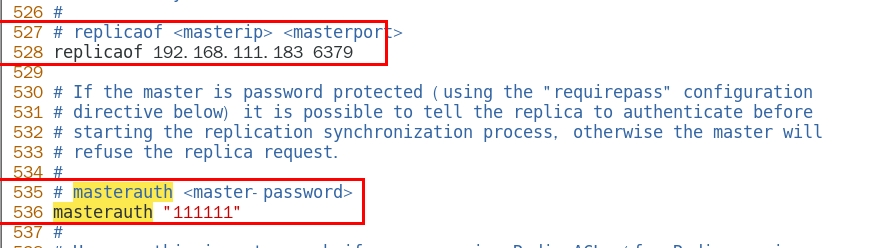 526 #
527 # replicaof <masterip> <masterport>
528 replicaof 192.168.111.183 6379
529
530 # If the master is password protected (using the "requirepass" configuration
531 # directive below) it is possible to tell the replica to authenticate before
532 # starting the replication synchronization process, otherwise the master will
533 # refuse the replica request.
534 #
535 # masterauth <master-password>
536 masterauth "111111"
537 #